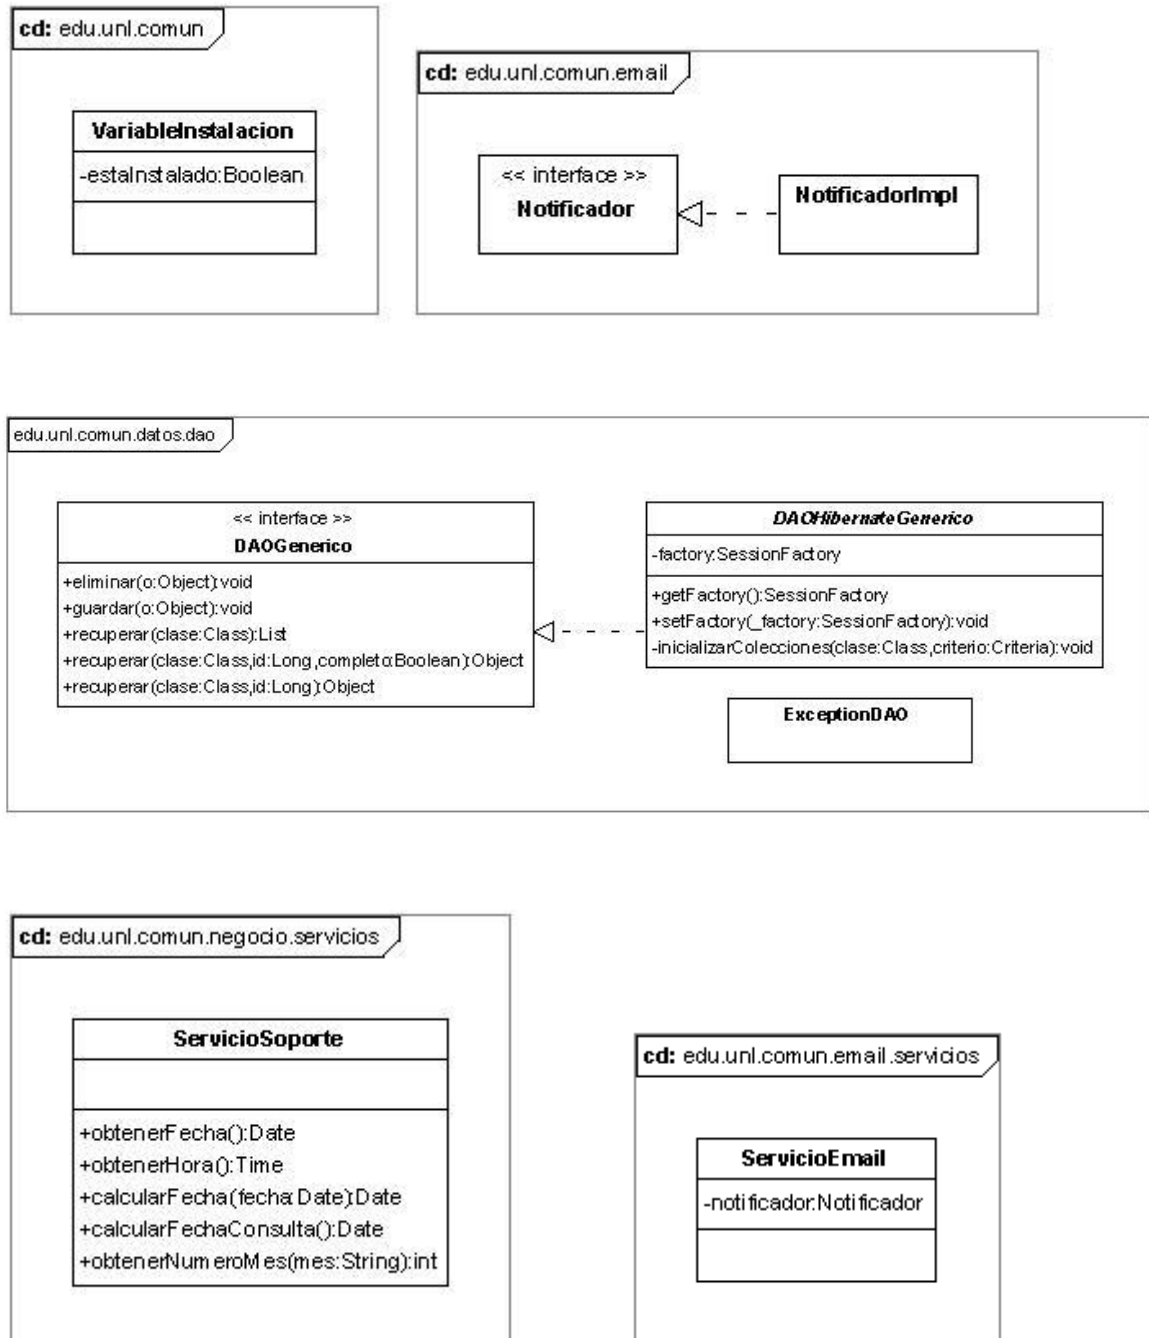 cd: edu.unl.comun
VariableInstalacion
-estaInstalado:Boolean
cd: edu.unl.comun.email
<< interface >>
Notificador
NotificadorImpl
edu.unl.comun.datos.dao
<< interface >>
DAOGenerico
+eliminar(o:Object):void
+guardar(o:Object):void
+recuperar(clase:Class):List
+recuperar(clase:Class,id:Long,completo:Boolean):Object
+recuperar(clase:Class,id:Long):Object
DAOHibernateGenerico
-factory:SessionFactory
+getFactory():SessionFactory
+setFactory(_factory:SessionFactory):void
-inicializarColecciones(clase:Class,criterio:Criteria):void
ExceptionDAO
cd: edu.unl.comun.negocio.servicios
ServicioSoporte
+obtenerFecha():Date
+obtenerHora():Time
+calcularFecha(fecha:Date):Date
+calcularFechaConsulta():Date
+obtenerNumeroMes(mes:String):int
cd: edu.unl.comun.email.servicios
ServicioEmail
-notificador:Notificador